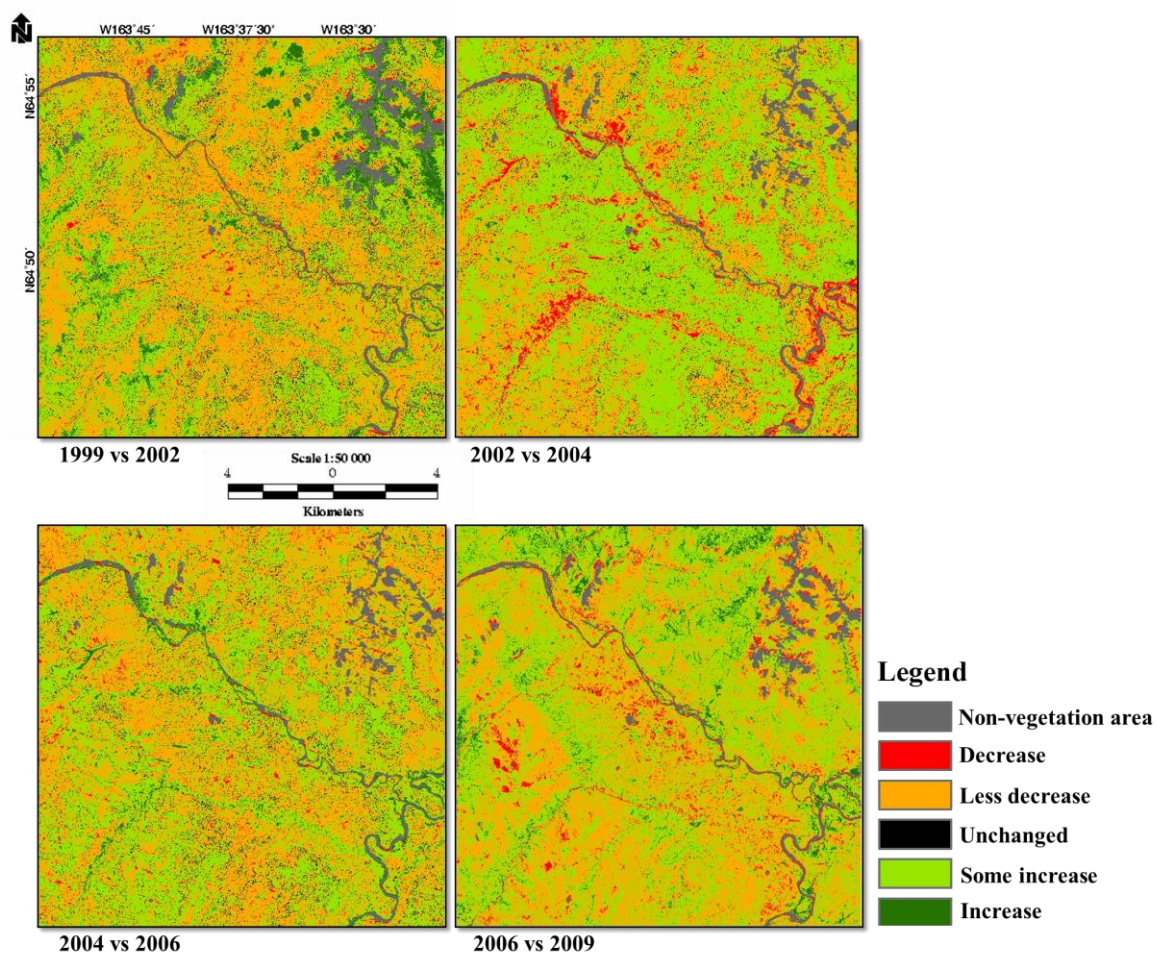 N
W163°45´ W163°37´30¨ W163°30´
N64°55´
N64°50´
1999 vs 2002
2002 vs 2004
Scale 1:50 000
4 0 4
Kilometers
2004 vs 2006
2006 vs 2009
Legend
Non-vegetation area
Decrease
Less decrease
Unchanged
Some increase
Increase